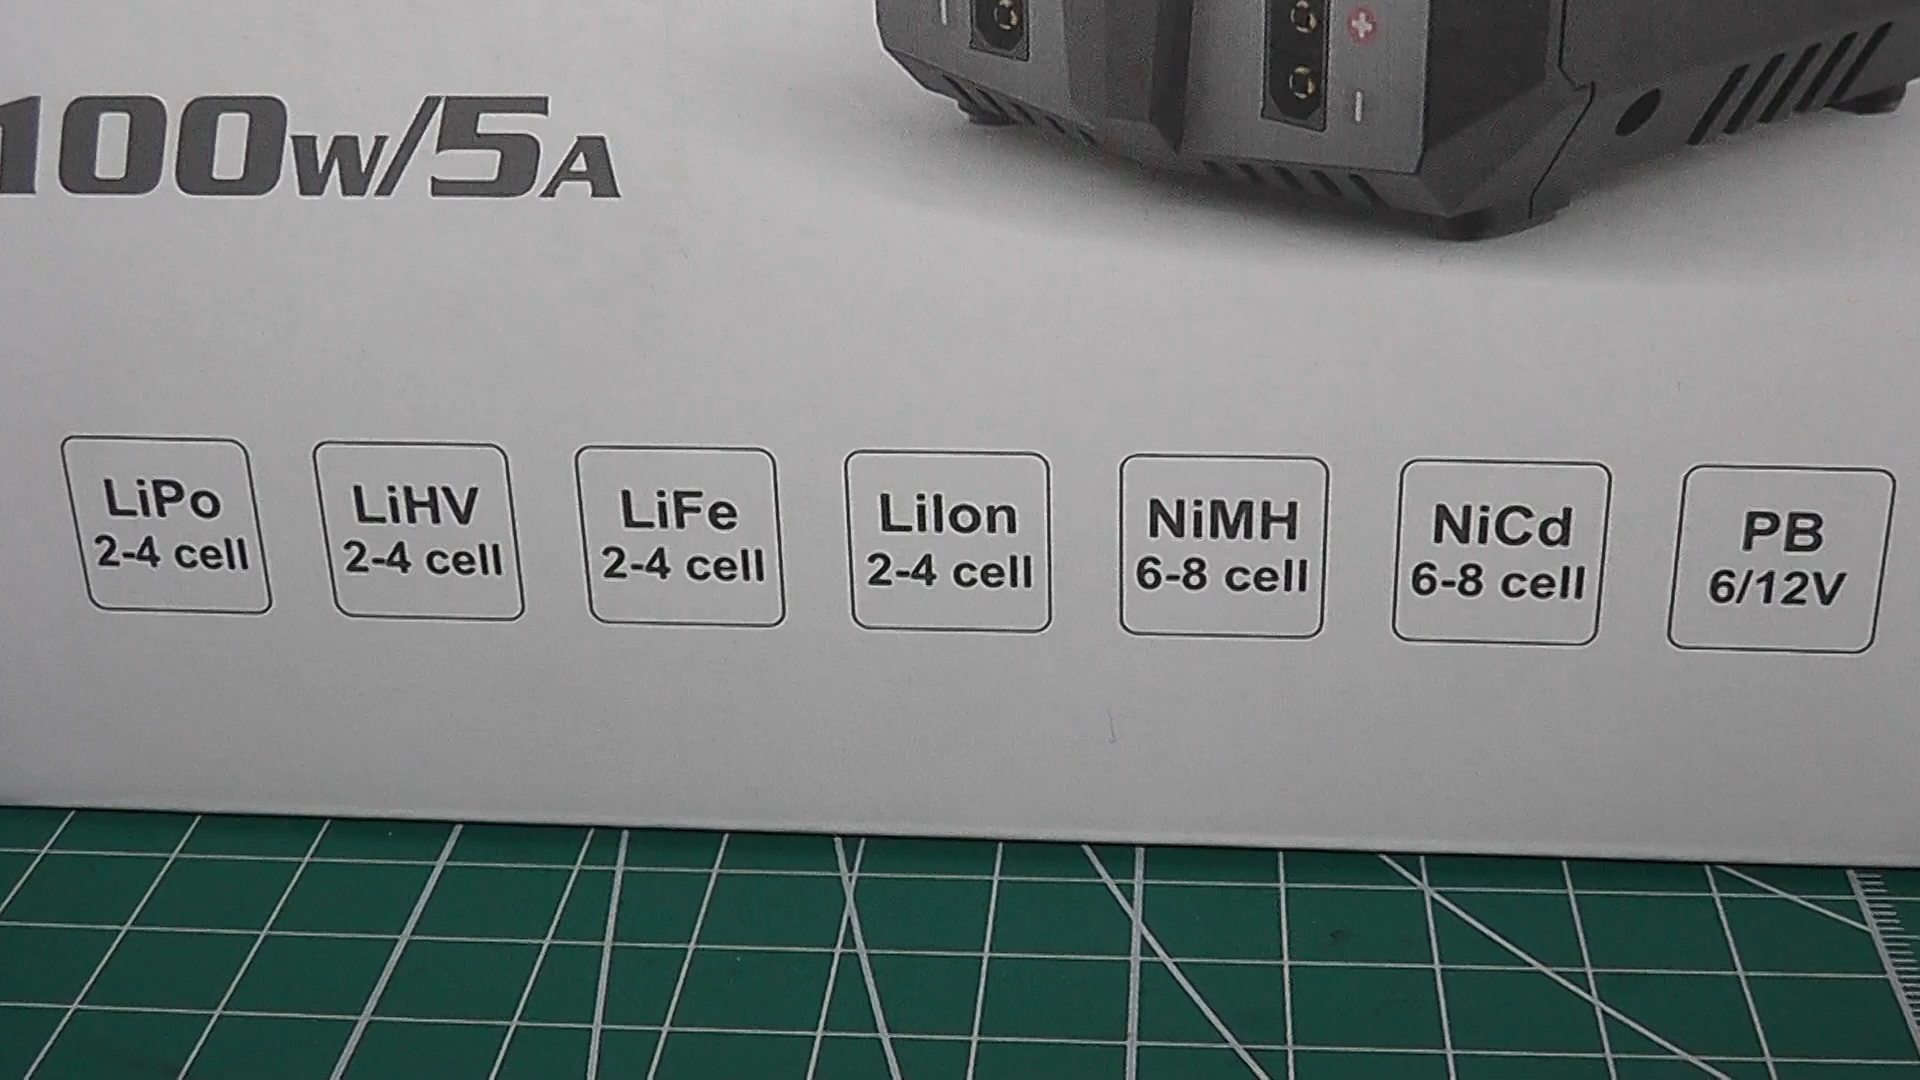 100W/5A
LiPo
2-4 cell
LiHV
2-4 cell
LiFe
2-4 cell
LiIon
2-4 cell
NiMH
6-8 cell
NiCd
6-8 cell
PB
6/12V